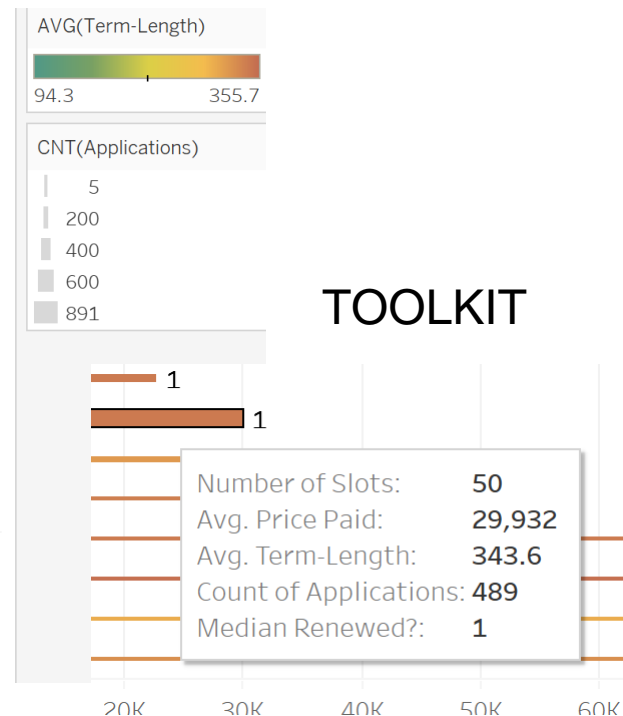 AVG(Term-Length)
94.3 355.7
CNT(Applications)
5
200
400
600
891
TOOLKIT
1
1
Number of Slots: 50
Avg. Price Paid: 29,932
Avg. Term-Length: 343.6
Count of Applications: 489
Median Renewed?: 1
20K 30K 40K 50K 60K